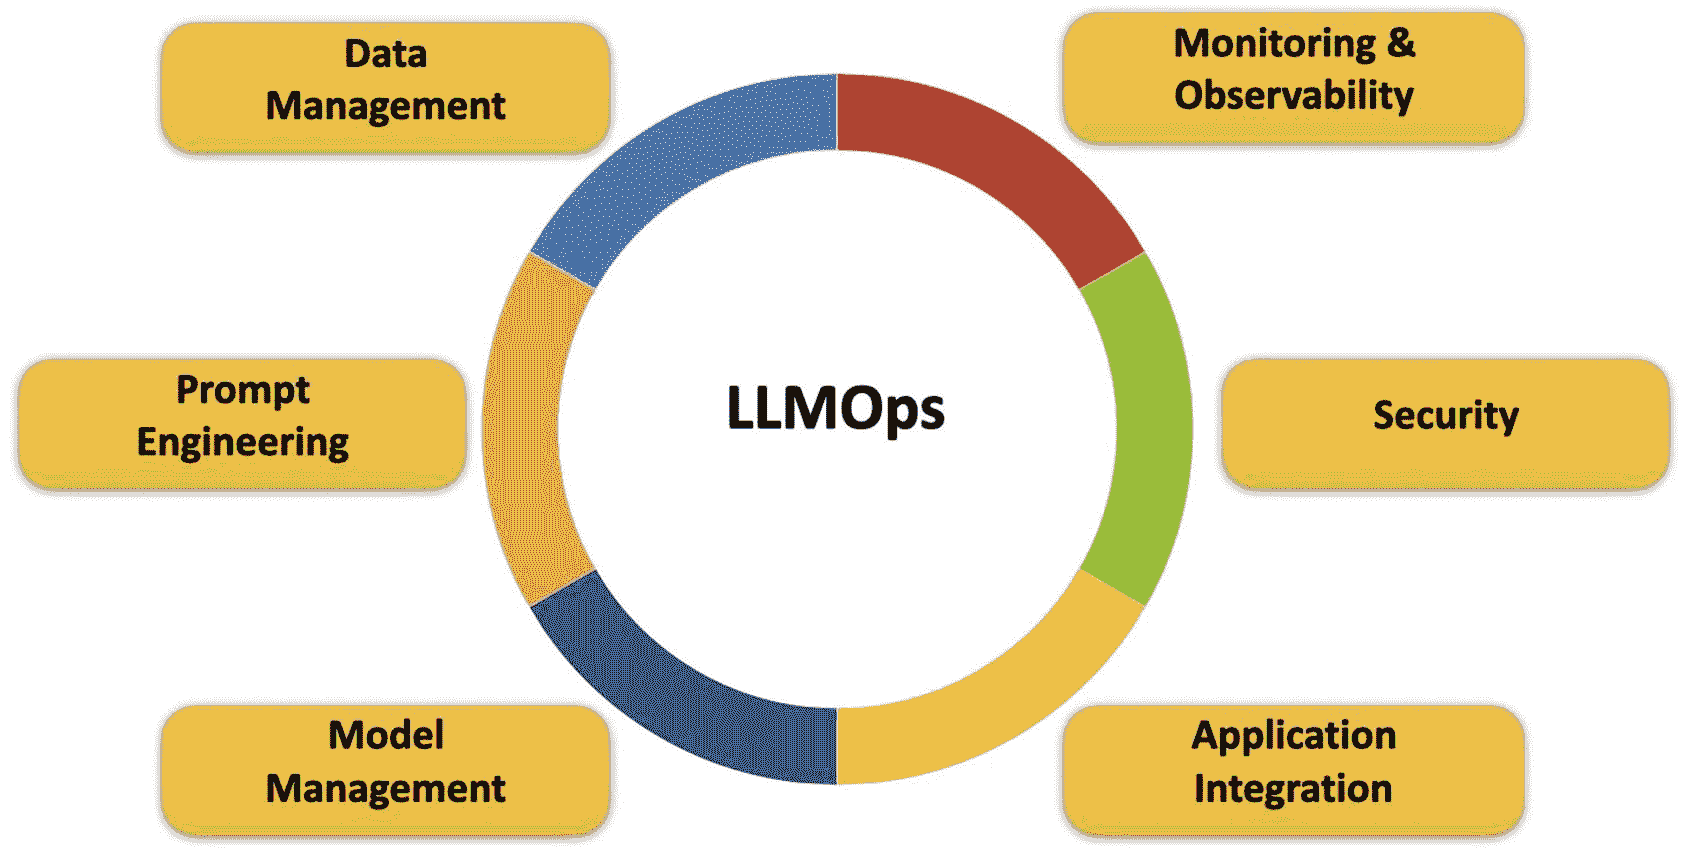 Data
Management
Monitoring &
Observability
Prompt
Engineering
LLMOps
Security
Model
Management
Application
Integration